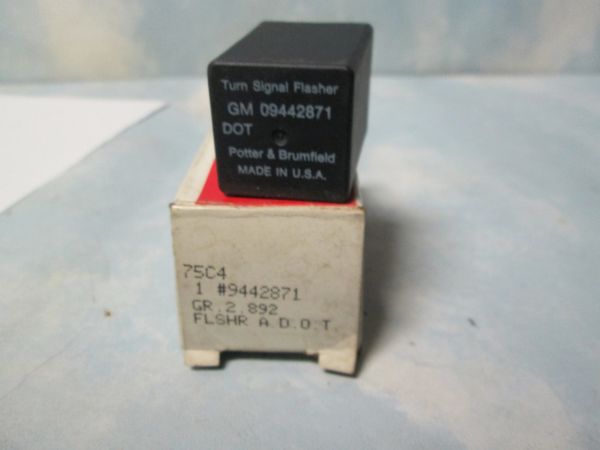 Turn Signal Flasher
GM 09442871
DOT
Potter & Brumfield
MADE IN U.S.A.
75C4
1 #9442871
GR.2.892
FLSHR A D.O.T.